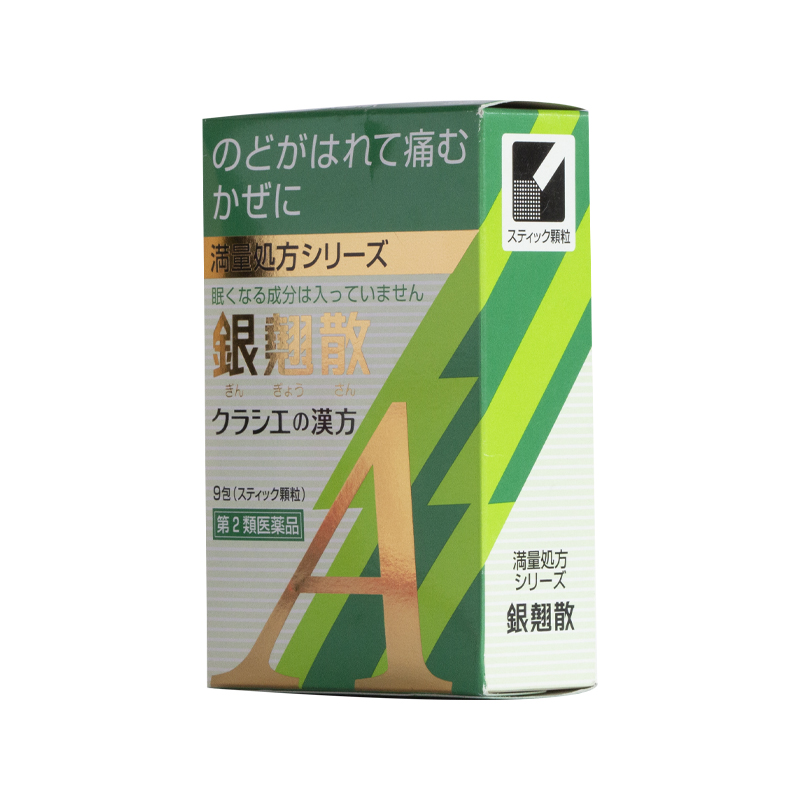 のどがはれて痛む
かぜに
満量処方シリーズ
眠くなる成分は入っていません
銀翹散
ぎん ぎょう さん
クラシエの漢方
9包(スティック顆粒)
第2類医薬品
A
スティック顆粒
満量処方
シリーズ
銀翹散